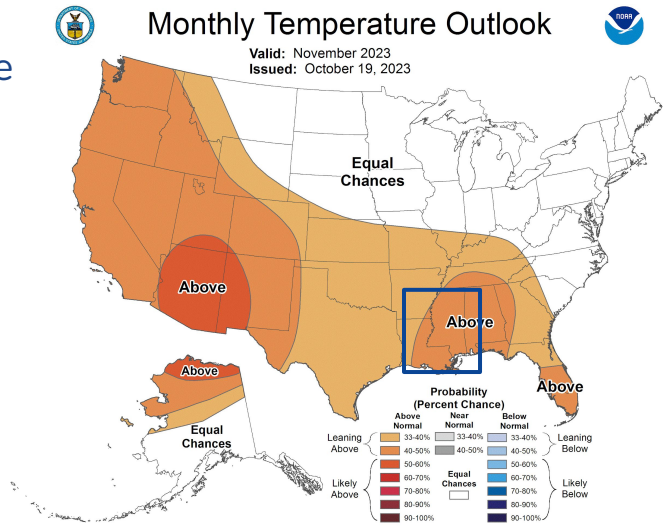 Monthly Temperature Outlook
NOAA
Valid: November 2023
Issued: October 19, 2023
e
Equal
Chances
Above
Above
Above
Above
Equal
Chances
Probability
(Percent Chance)
Above
Normal
Near
Normal
Below
Normal
Leaning
Above
33-40%
33-40%
33-40%
Leaning
Below
40-50%
40-50%
40-50%
Likely
Above
50-60%
60-70%
70-80%
80-90%
90-100%
Equal
Chances
50-60%
60-70%
70-80%
80-90%
90-100%
Likely
Below